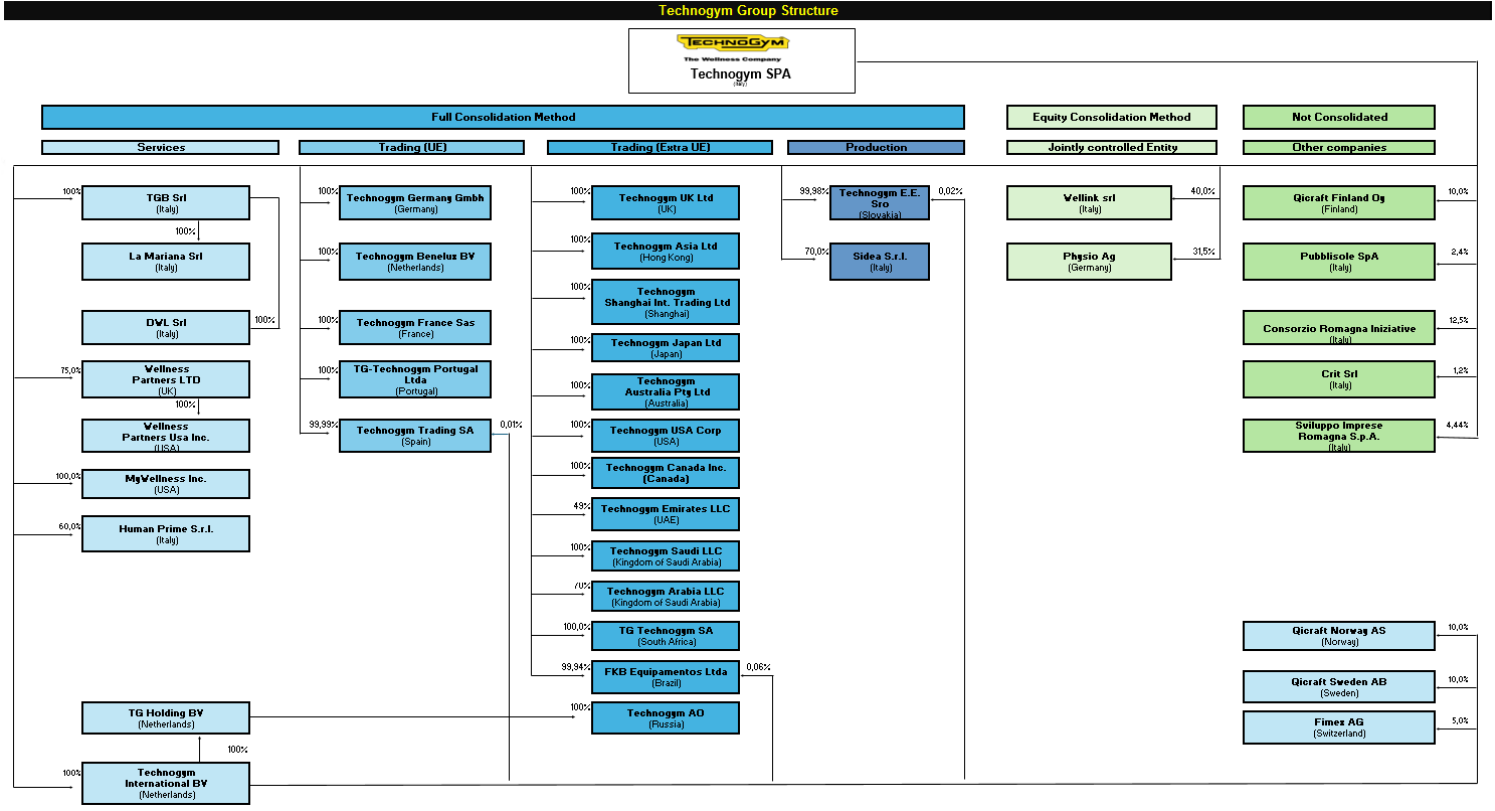 Technogym Group Structure
TECHNOGYM
The Wellness Company
Technogym SPA
(Italy)
Full Consolidation Method
Equity Consolidation Method
Not Consolidated
Services
Trading (UE)
Trading (Extra UE)
Production
Jointly controlled Entity
Other companies
100%
TGB Srl
(Italy)
100%
La Mariana Srl
(Italy)
DWL Srl
(Italy)
100%
75,0%
Wellness
Partners LTD
(UK)
100%
Wellness
Partners Usa Inc.
(USA)
100,0%
MyWellness Inc.
(USA)
60,0%
Human Prime S.r.l.
(Italy)
TG Holding BV
(Netherlands)
100%
100%
Technogym
International BV
(Netherlands)
100%
Technogym Germany Gmbh
(Germany)
100%
Technogym Benelux BV
(Netherlands)
100%
Technogym France Sas
(France)
100%
TG-Technogym Portugal
Ltda
(Portugal)
99,99%
Technogym Trading SA
(Spain)
0,01%
100%
Technogym UK Ltd
(UK)
100%
Technogym Asia Ltd
(Hong Kong)
100%
Technogym
Shanghai Int. Trading Ltd
(Shanghai)
100%
Technogym Japan Ltd
(Japan)
100%
Technogym
Australia Pty Ltd
(Australia)
100%
Technogym USA Corp
(USA)
100%
Technogym Canada Inc.
(Canada)
49%
Technogym Emirates LLC
(UAE)
100%
Technogym Saudi LLC
(Kingdom of Saudi Arabia)
70%
Technogym Arabia LLC
(Kingdom of Saudi Arabia)
100,0%
TG Technogym SA
(South Africa)
99,94%
FKB Equipamentos Ltda
(Brazil)
0,06%
100%
Technogym AO
(Russia)
99,98%
Technogym E.E.
Sro
(Slovakia)
0,02%
70,0%
Sidea S.r.l.
(Italy)
Wellink srl
(Italy)
40,0%
Physio Ag
(Germany)
31,5%
Qicraft Finland Oy
(Finland)
10,0%
Pubblisole SpA
(Italy)
2,4%
Consorzio Romagna Iniziative
(Italy)
12,5%
Crit Srl
(Italy)
1,2%
Sviluppo Imprese
Romagna S.p.A.
(Italy)
4,44%
Qicraft Norway AS
(Norway)
10,0%
Qicraft Sweden AB
(Sweden)
10,0%
Fimex AG
(Switzerland)
5,0%